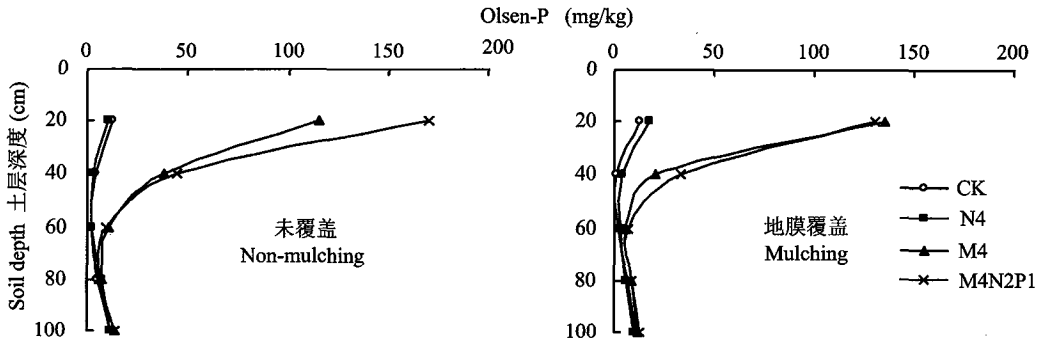 Olsen-P (mg/kg)
0 50 100 150 200
0 50 100 150 200
Soil depth 土层深度 (cm)
0
20
40
60
80
100
未覆盖
Non-mulching
0
20
40
60
80
100
地膜覆盖
Mulching
CK
N4
M4
M4N2P1